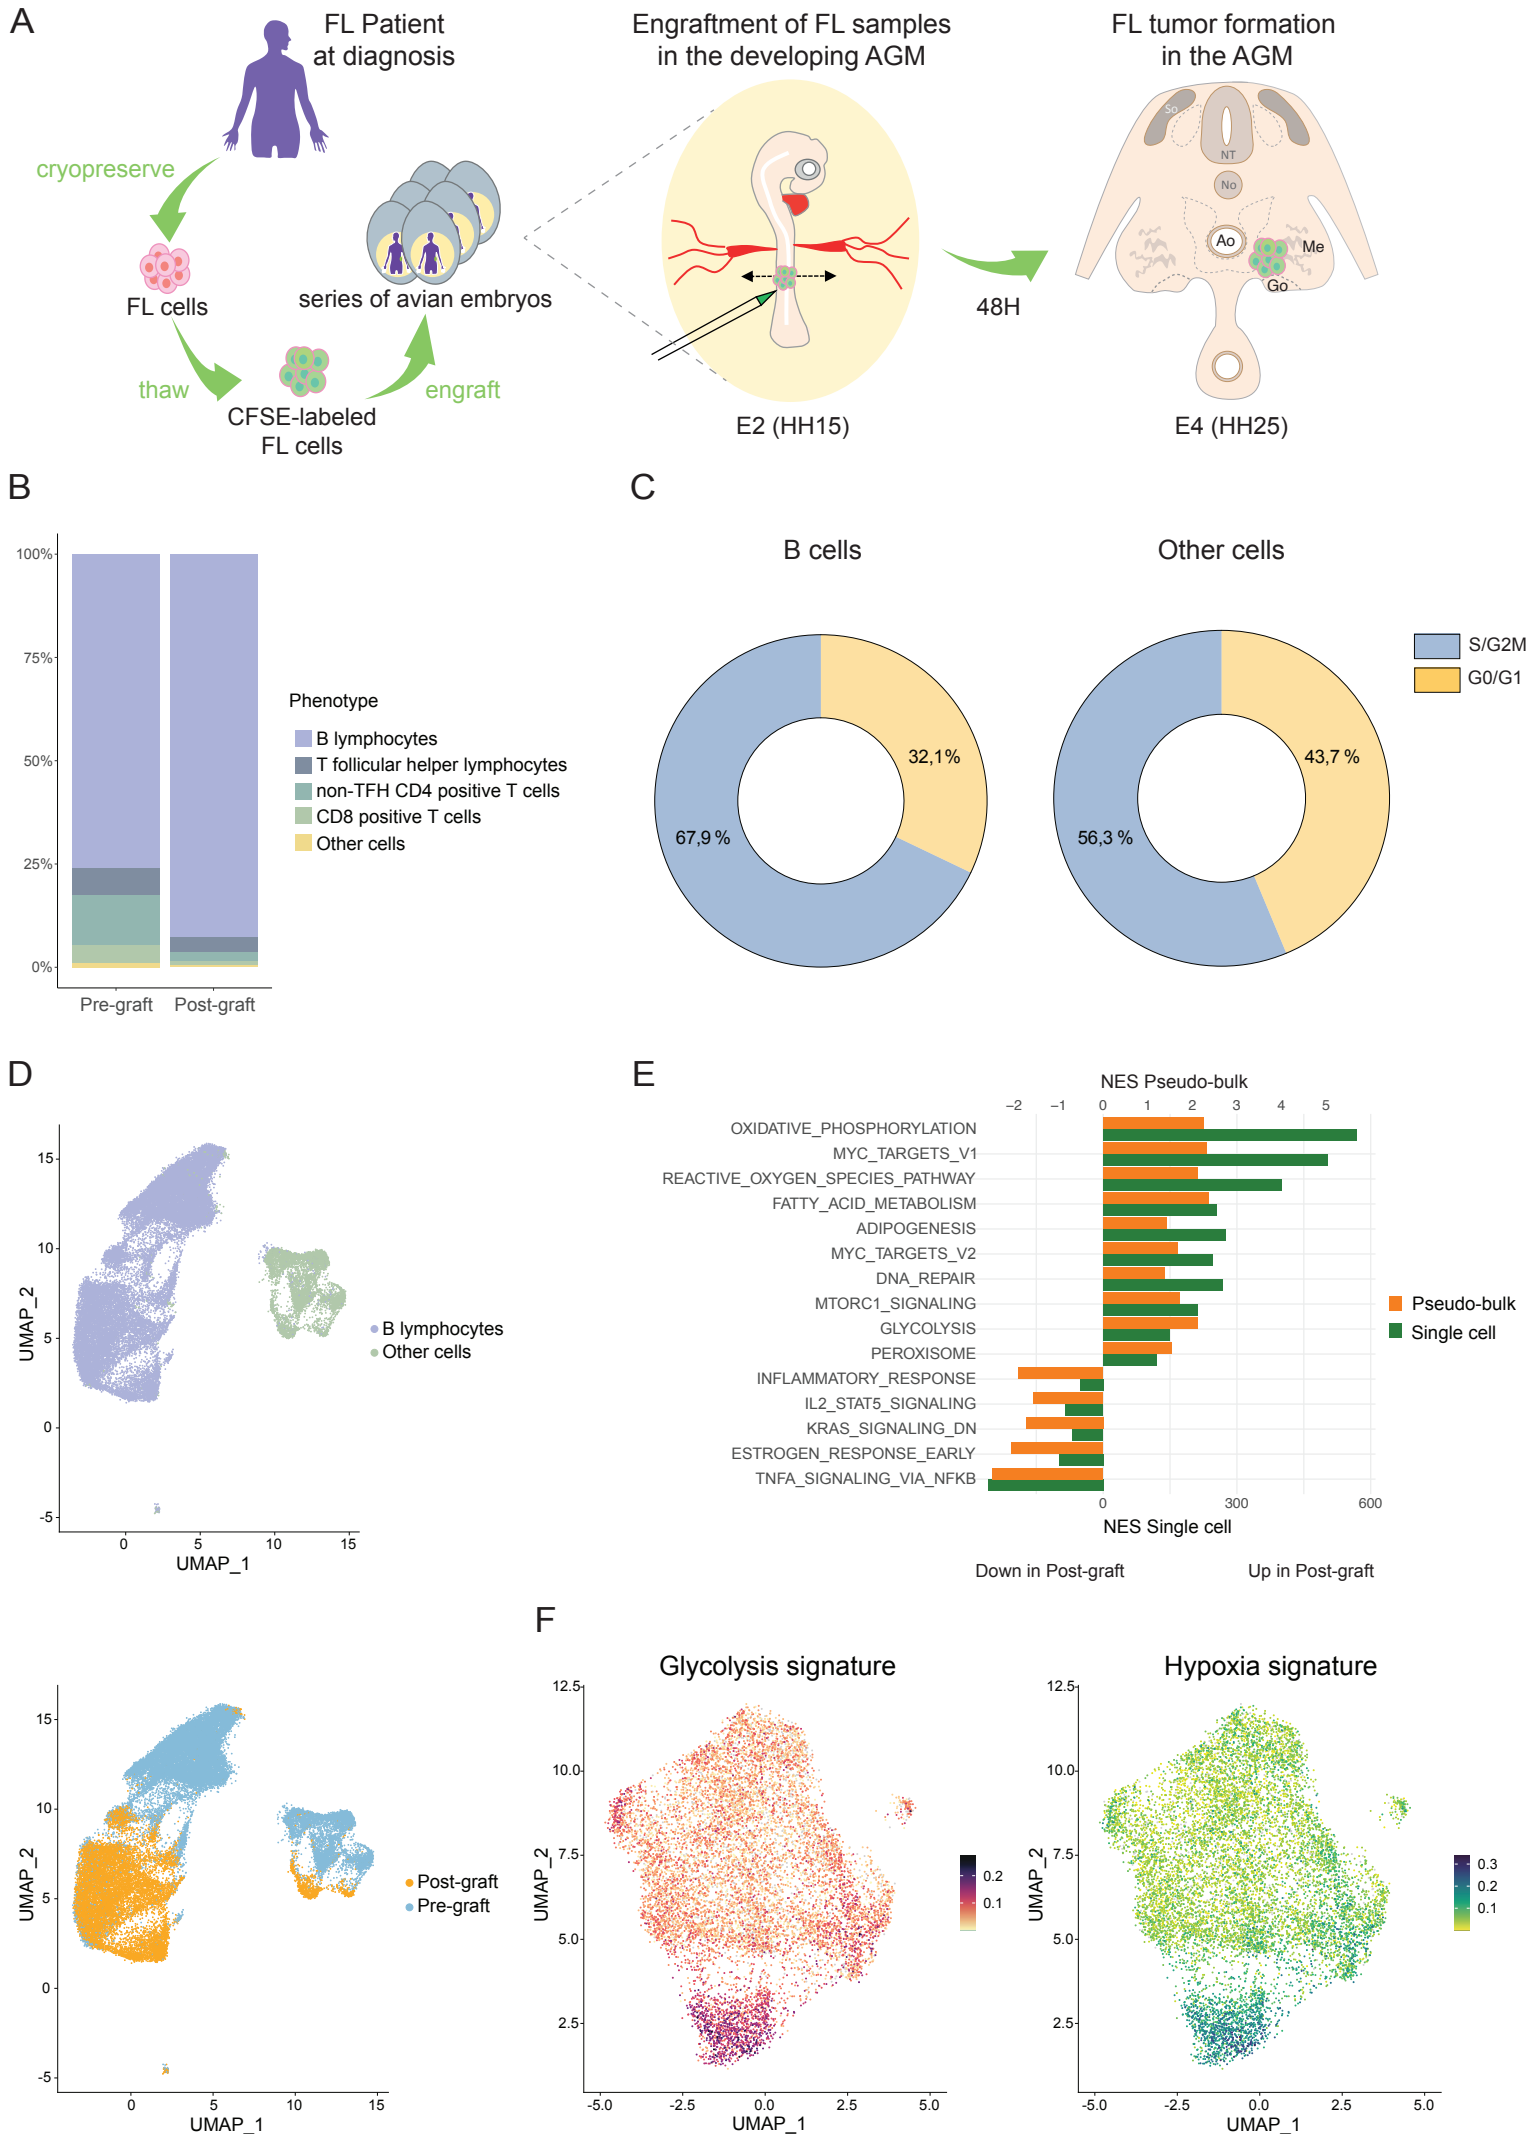 A
FL Patient
at diagnosis
Engraftment of FL samples
in the developing AGM
FL tumor formation
in the AGM
cryopreserve
FL cells
series of avian embryos
thaw
engraft
CFSE-labeled
FL cells
E2 (HH15)
48H
So
NT
No
Ao
Me
Go
E4 (HH25)
B
100%
75%
50%
25%
0%
Pre-graft
Post-graft
Phenotype
B lymphocytes
T follicular helper lymphocytes
non-TFH CD4 positive T cells
CD8 positive T cells
Other cells
C
B cells
Other cells
32,1%
67,9 %
43,7 %
56,3 %
S/G2M
G0/G1
D
UMAP_2
15
10
5
0
-5
0 5 10 15
UMAP_1
B lymphocytes
Other cells
E
NES Pseudo-bulk
−2 −1 0 1 2 3 4 5
OXIDATIVE_PHOSPHORYLATION
MYC_TARGETS_V1
REACTIVE_OXYGEN_SPECIES_PATHWAY
FATTY_ACID_METABOLISM
ADIPOGENESIS
MYC_TARGETS_V2
DNA_REPAIR
MTORC1_SIGNALING
GLYCOLYSIS
PEROXISOME
INFLAMMATORY_RESPONSE
IL2_STAT5_SIGNALING
KRAS_SIGNALING_DN
ESTROGEN_RESPONSE_EARLY
TNFA_SIGNALING_VIA_NFKB
0 300 600
NES Single cell
Down in Post-graft
Up in Post-graft
Pseudo-bulk
Single cell
UMAP_2
15
10
5
0
-5
0 5 10 15
UMAP_1
Post-graft
Pre-graft
F
Glycolysis signature
UMAP_2
12.5
10.0
7.5
5.0
2.5
-5.0 -2.5 0.0 2.5 5.0
UMAP_1
0.2
0.1
Hypoxia signature
UMAP_2
12.5
10.0
7.5
5.0
2.5
-5.0 -2.5 0.0 2.5 5.0
UMAP_1
0.3
0.2
0.1